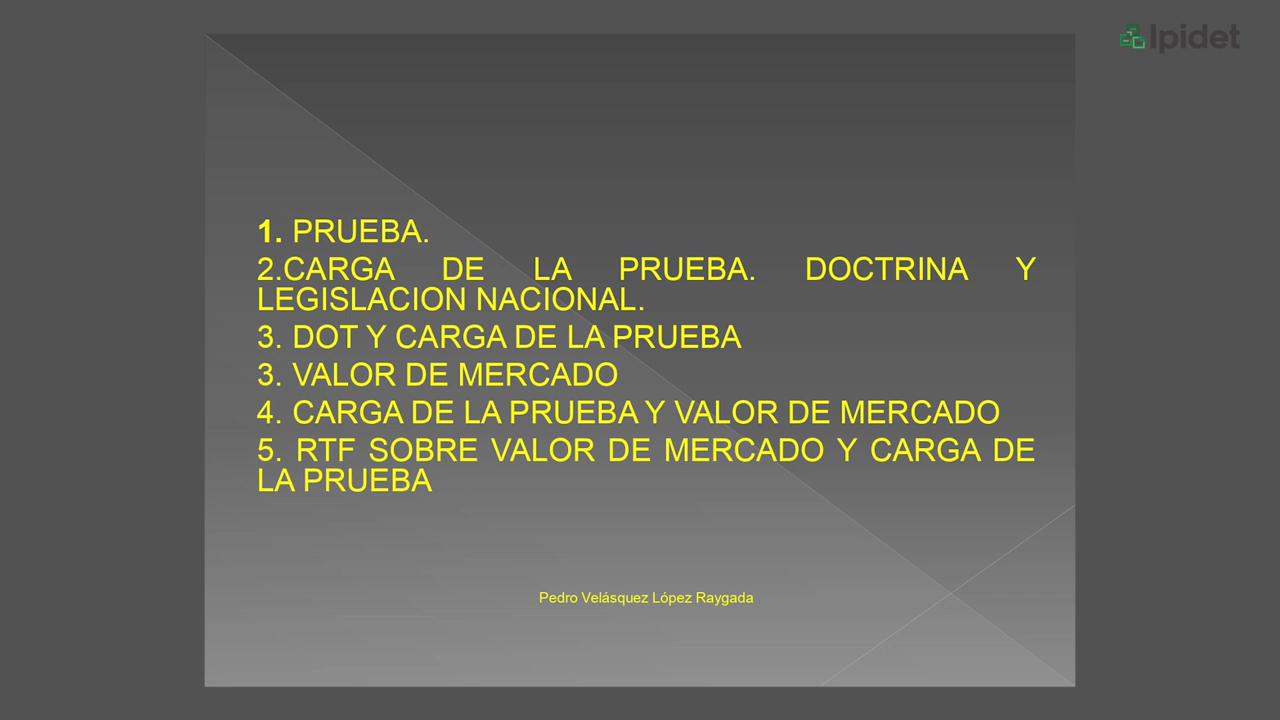 Ipidet
1. PRUEBA.
2.CARGA DE LA PRUEBA. DOCTRINA Y
LEGISLACION NACIONAL.
3. DOT Y CARGA DE LA PRUEBA
3. VALOR DE MERCADO
4. CARGA DE LA PRUEBA Y VALOR DE MERCADO
5. RTF SOBRE VALOR DE MERCADO Y CARGA DE
LA PRUEBA
Pedro Velásquez López Raygada